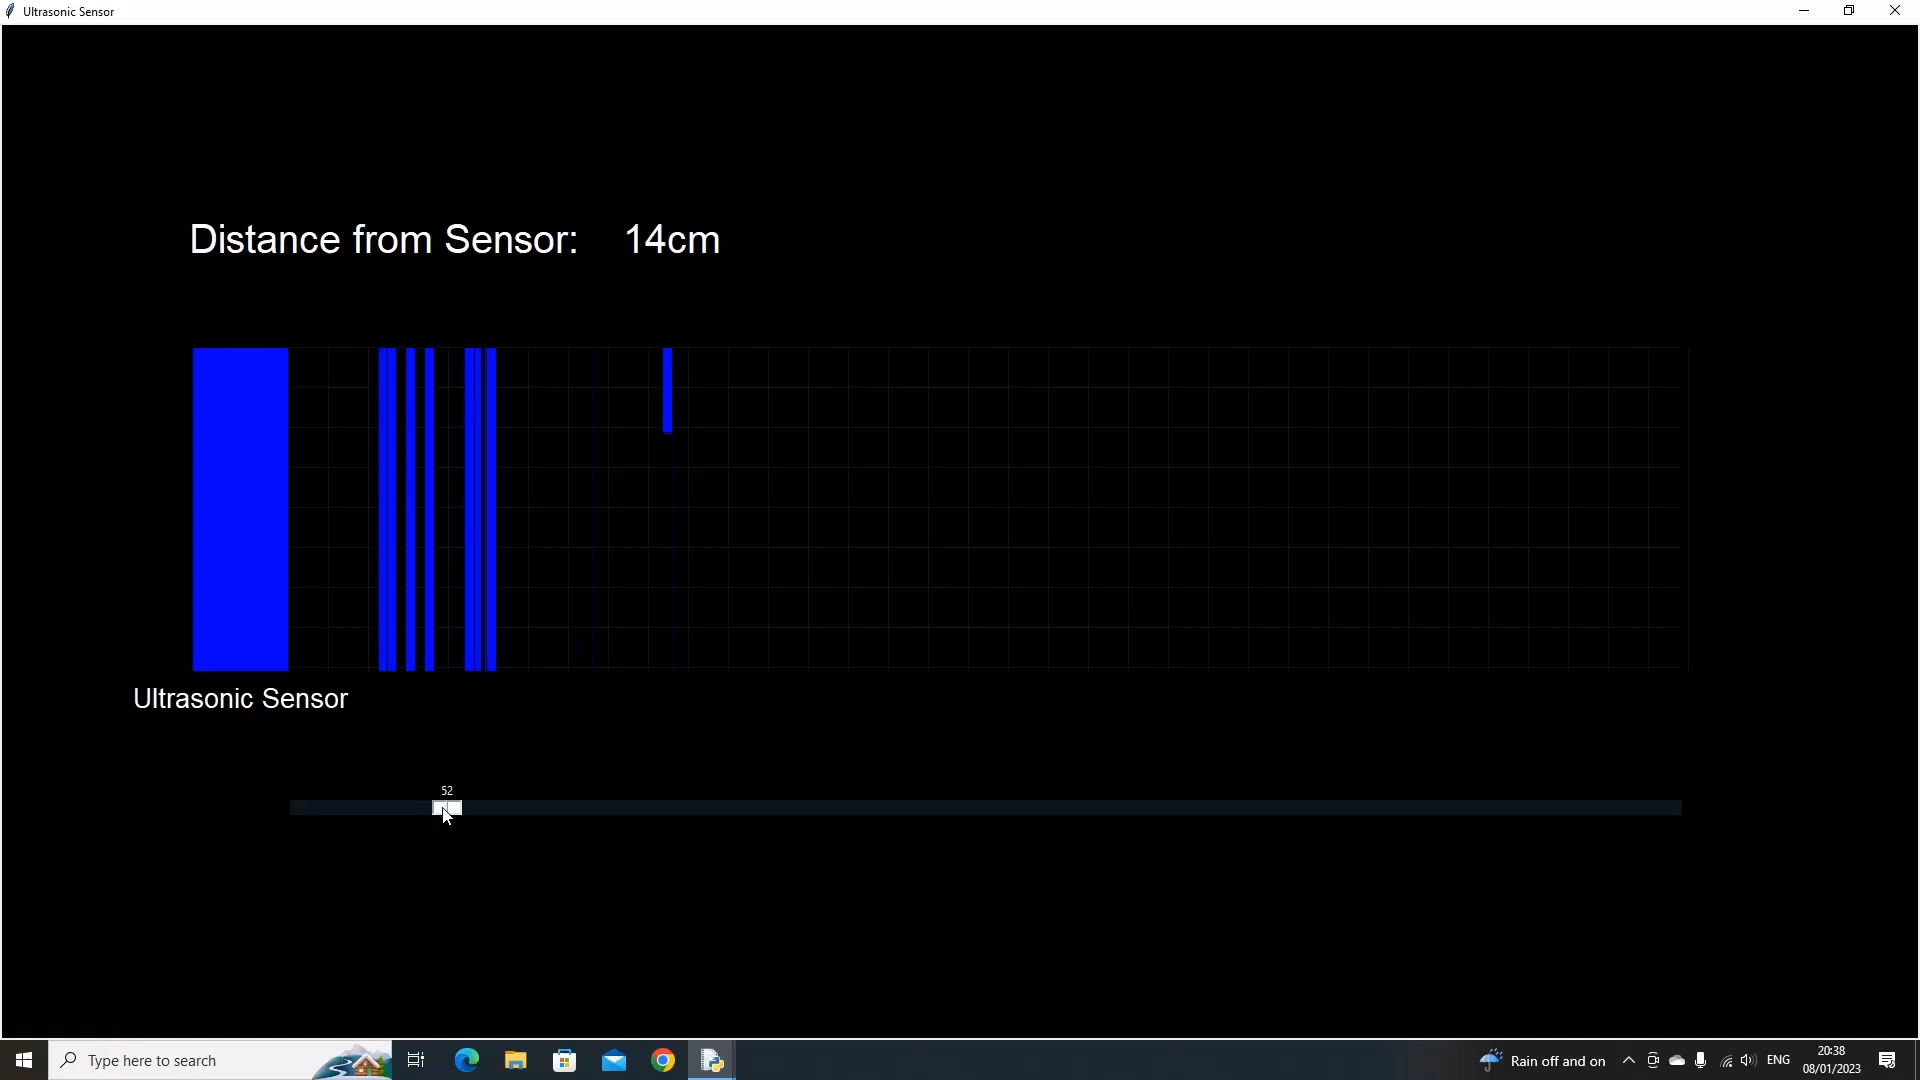 Ultrasonic Sensor
Distance from Sensor: 14cm
Ultrasonic Sensor
52
Type here to search
Rain off and on
ENG
20:38
08/01/2023